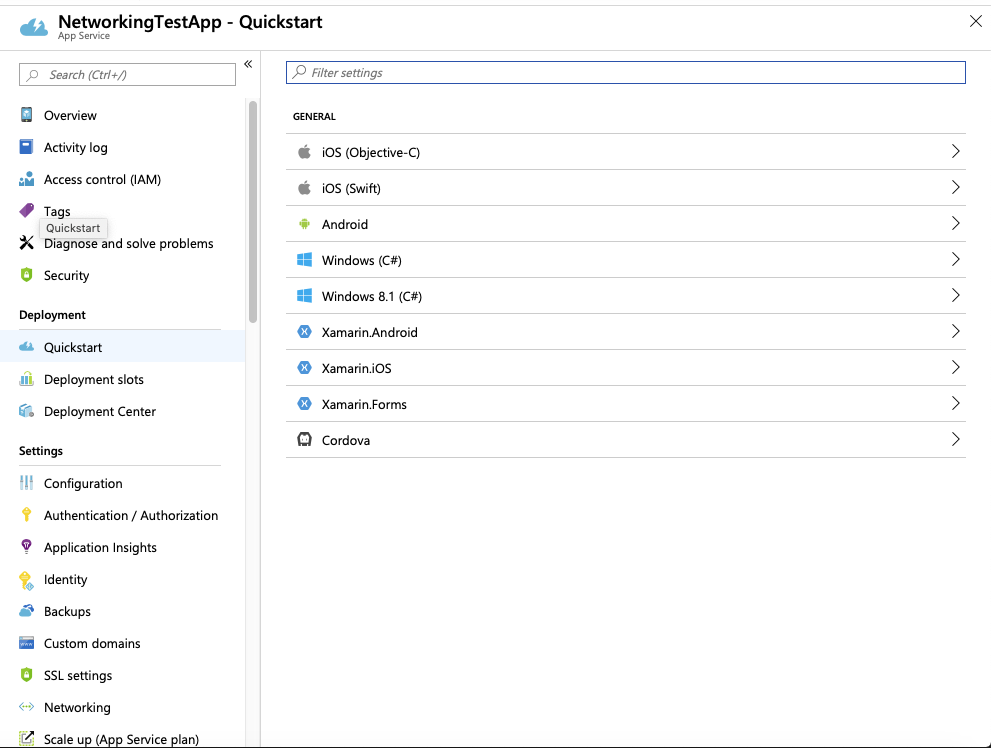 NetworkingTestApp - Quickstart
App Service
Search (Ctrl+/)
«
Overview
Activity log
Access control (IAM)
Tags
Quickstart
Diagnose and solve problems
Security
Deployment
Quickstart
Deployment slots
Deployment Center
Settings
Configuration
Authentication / Authorization
Application Insights
Identity
Backups
Custom domains
SSL settings
Networking
Scale up (App Service plan)
Filter settings
GENERAL
iOS (Objective-C)
iOS (Swift)
Android
Windows (C#)
Windows 8.1 (C#)
Xamarin.Android
Xamarin.iOS
Xamarin.Forms
Cordova